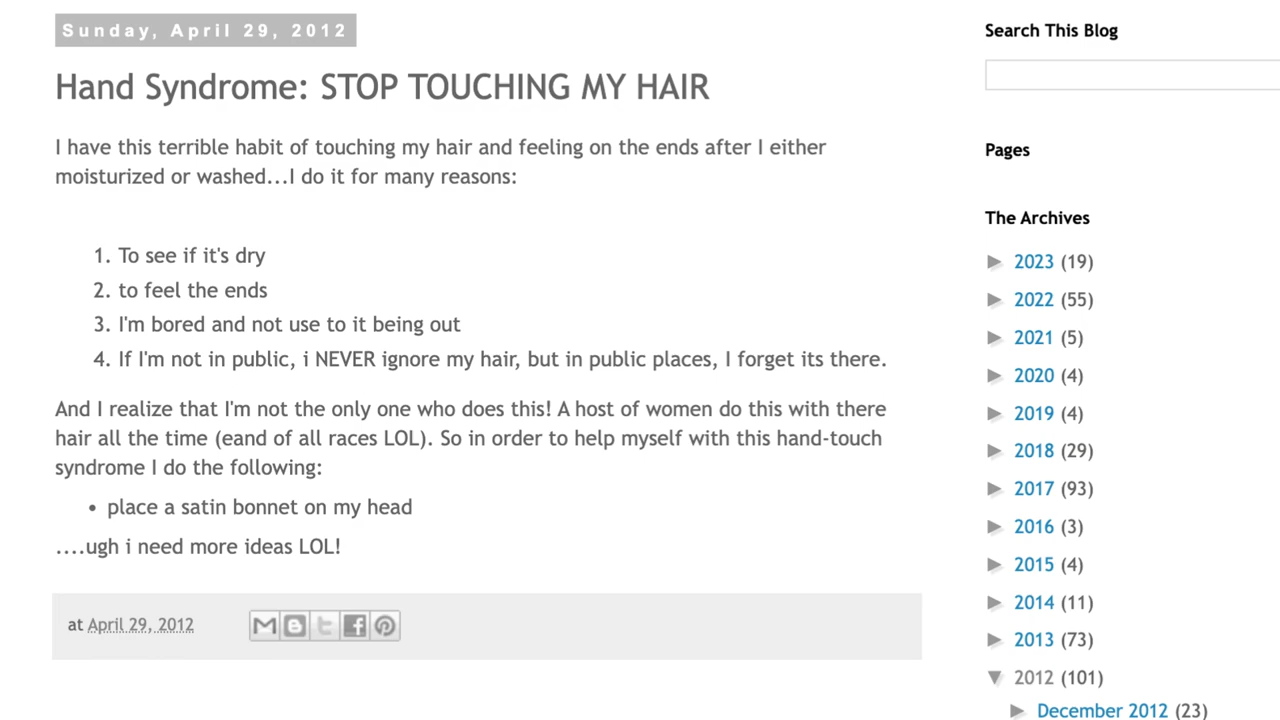 Sunday, April 29, 2012
Hand Syndrome: STOP TOUCHING MY HAIR
I have this terrible habit of touching my hair and feeling on the ends after I either
moisturized or washed...I do it for many reasons:
1. To see if it's dry
2. to feel the ends
3. I'm bored and not use to it being out
4. If I'm not in public, i NEVER ignore my hair, but in public places, I forget its there.
And I realize that I'm not the only one who does this! A host of women do this with there
hair all the time (eand of all races LOL). So in order to help myself with this hand-touch
syndrome I do the following:
• place a satin bonnet on my head
....ugh i need more ideas LOL!
at April 29, 2012
Search This Blog
Pages
The Archives
► 2023 (19)
► 2022 (55)
► 2021 (5)
► 2020 (4)
► 2019 (4)
► 2018 (29)
► 2017 (93)
► 2016 (3)
► 2015 (4)
► 2014 (11)
► 2013 (73)
▼ 2012 (101)
► December 2012 (23)